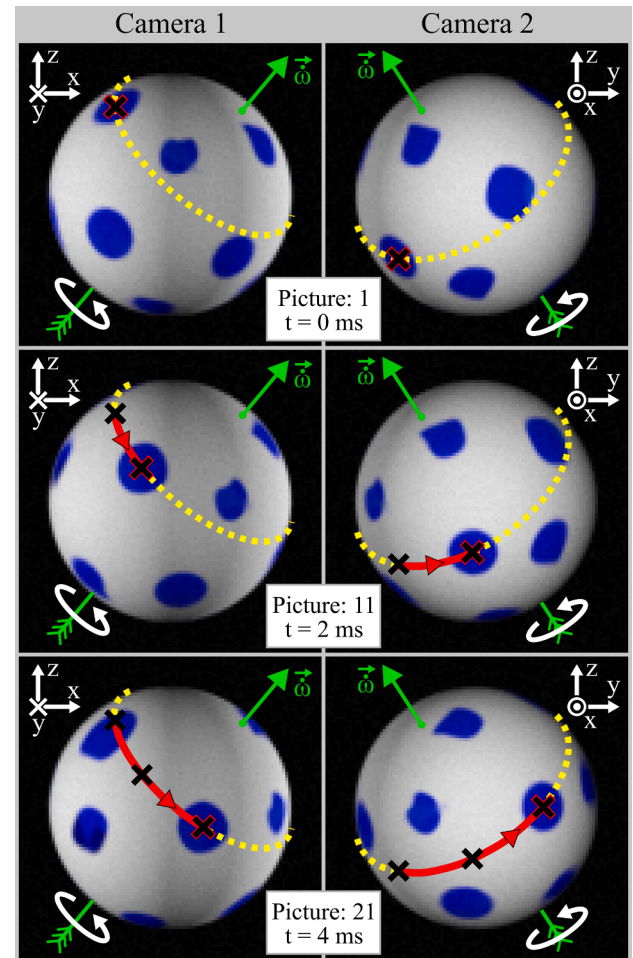 Camera 1
Camera 2
z
x
y
ω̇
ω̇
z
y
x
Picture: 1
t = 0 ms
z
x
y
ω̇
ω̇
z
y
x
Picture: 11
t = 2 ms
z
x
y
ω̇
ω̇
z
y
x
Picture: 21
t = 4 ms